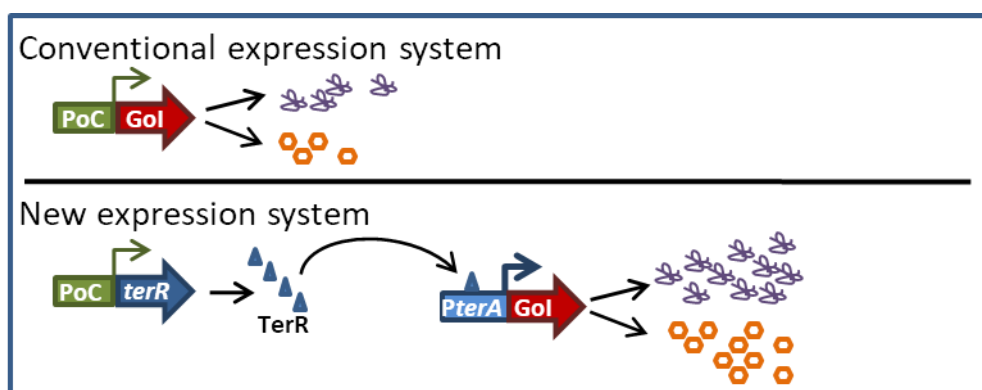 Conventional expression system
PoC GoI
New expression system
PoC terR
TerR
PterA GoI